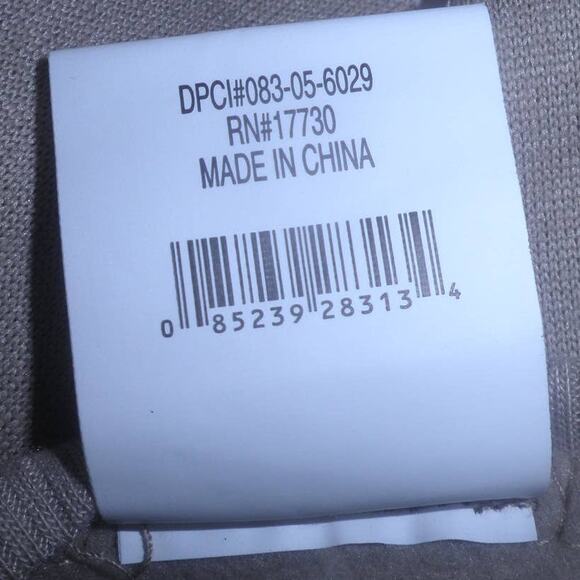 DPCI#083-05-6029
RN#17730
MADE IN CHINA
0 85239 28313 4